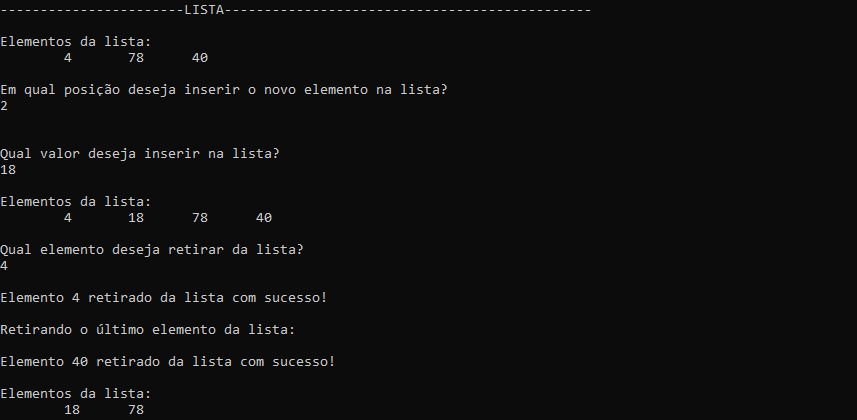 -----------------------LISTA----------------------------------------------
Elementos da lista:
4 78 40
Em qual posição deseja inserir o novo elemento na lista?
2
Qual valor deseja inserir na lista?
18
Elementos da lista:
4 18 78 40
Qual elemento deseja retirar da lista?
4
Elemento 4 retirado da lista com sucesso!
Retirando o último elemento da lista:
Elemento 40 retirado da lista com sucesso!
Elementos da lista:
18 78